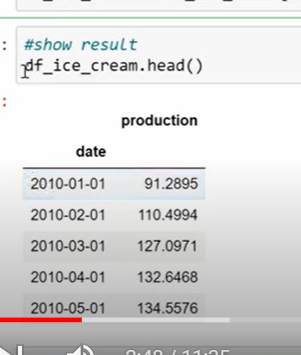 #show result
df_ice_cream.head()
production
date
2010-01-01 91.2895
2010-02-01 110.4994
2010-03-01 127.0971
2010-04-01 132.6468
2010-05-01 134.5576